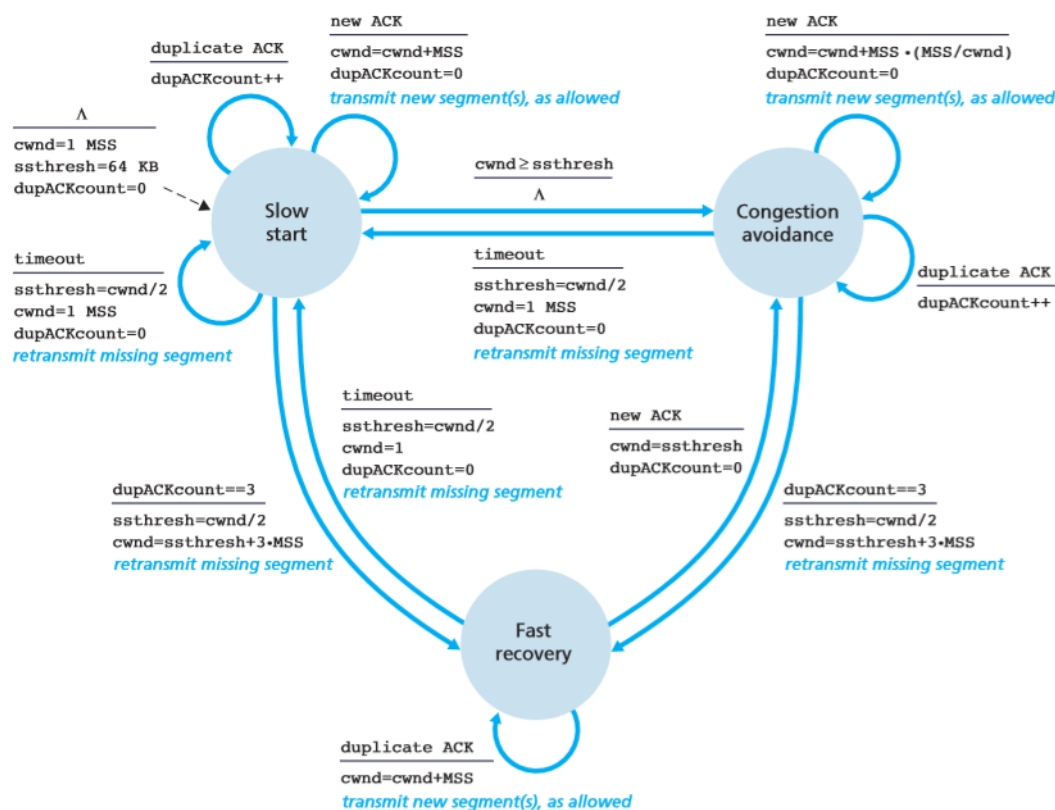 new ACK
cwnd=cwnd+MSS
dupACKcount=0
transmit new segment(s), as allowed
duplicate ACK
dupACKcount++
Λ
cwnd=1 MSS
ssthresh=64 KB
dupACKcount=0
timeout
ssthresh=cwnd/2
cwnd=1 MSS
dupACKcount=0
retransmit missing segment
Slow
start
cwnd≥ssthresh
Λ
timeout
ssthresh=cwnd/2
cwnd=1 MSS
dupACKcount=0
retransmit missing segment
new ACK
cwnd=cwnd+MSS •(MSS/cwnd)
dupACKcount=0
transmit new segment(s), as allowed
Congestion
avoidance
duplicate ACK
dupACKcount++
timeout
ssthresh=cwnd/2
cwnd=1
dupACKcount=0
retransmit missing segment
new ACK
cwnd=ssthresh
dupACKcount=0
dupACKcount==3
ssthresh=cwnd/2
cwnd=ssthresh+3•MSS
retransmit missing segment
dupACKcount==3
ssthresh=cwnd/2
cwnd=ssthresh+3•MSS
retransmit missing segment
Fast
recovery
duplicate ACK
cwnd=cwnd+MSS
transmit new segment(s), as allowed